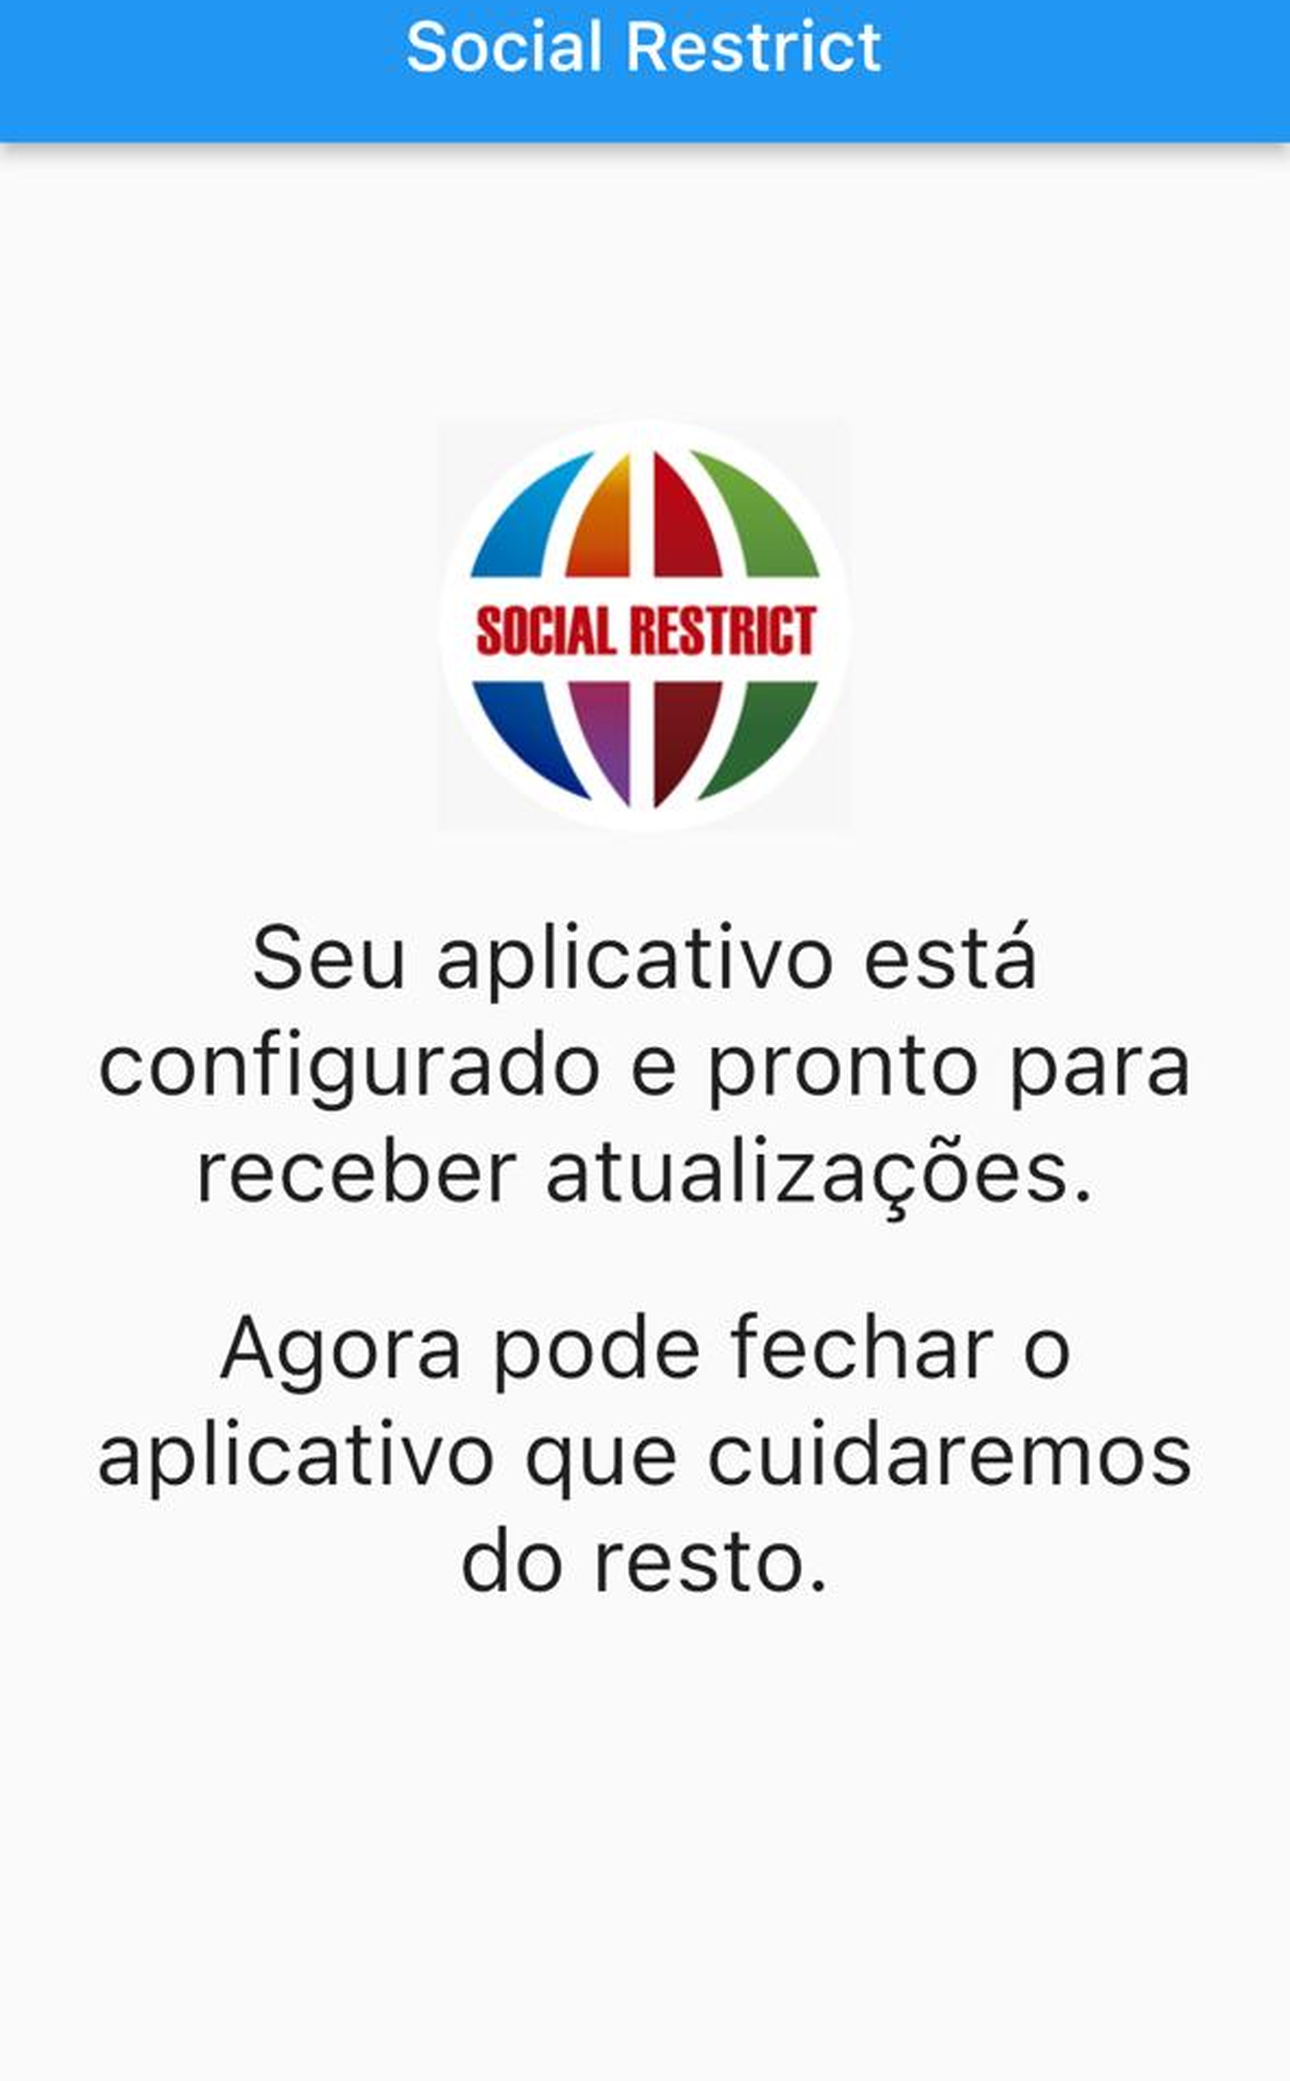 Social Restrict
SOCIAL RESTRICT
Seu aplicativo está
configurado e pronto para
receber atualizações.
Agora pode fechar o
aplicativo que cuidaremos
do resto.